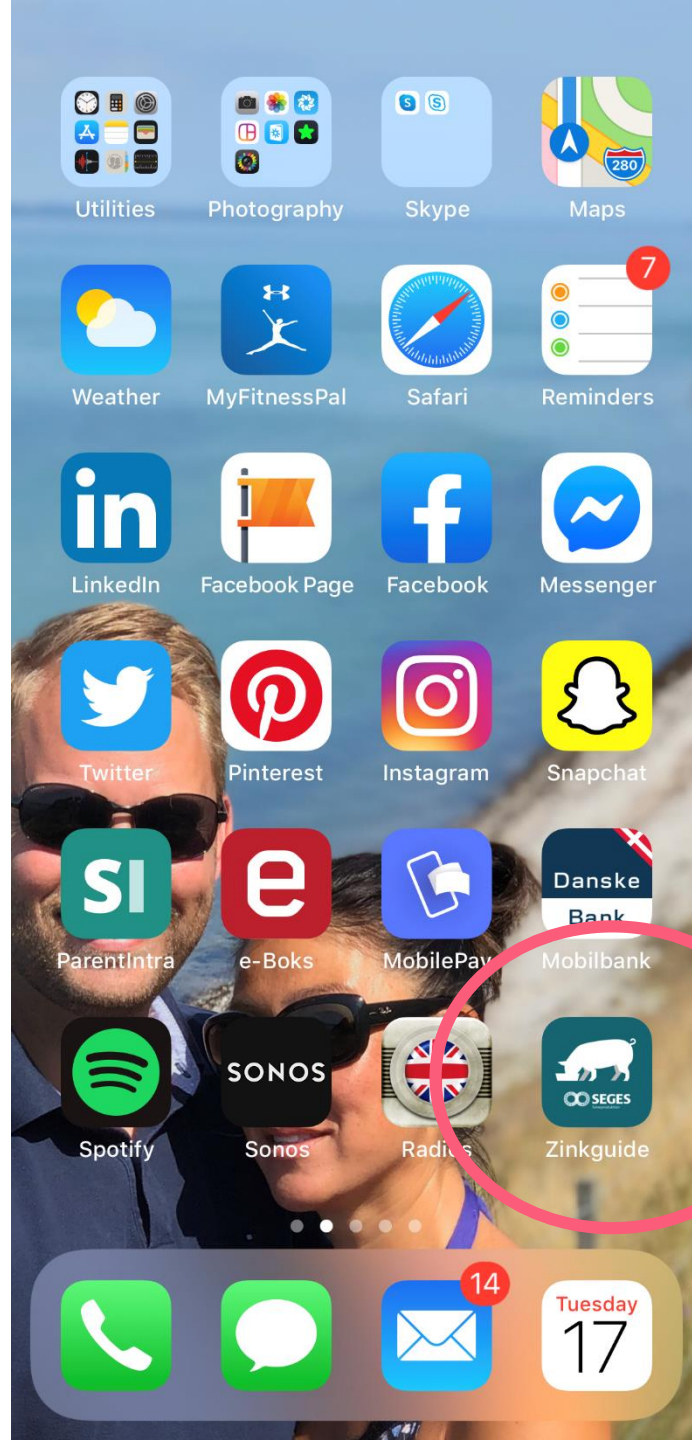 280
Utilities
Photography
Skype
Maps
7
Weather
MyFitnessPal
Safari
Reminders
in
LinkedIn
Facebook Page
Facebook
Messenger
Twitter
Pinterest
Instagram
Snapchat
SI
e
Danske
Bank
ParentIntra
e-Boks
MobilePay
Mobilbank
SONOS
SEGES
Spotify
Sonos
Radios
Zinkguide
14
Tuesday
17